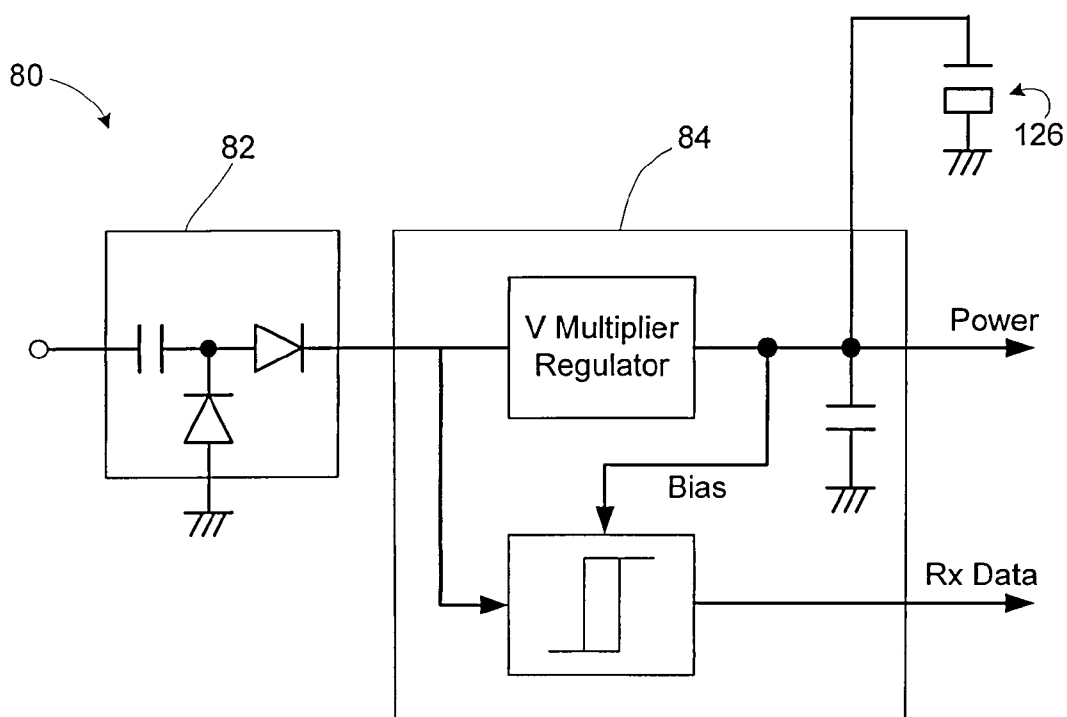 80
82
84
126
V Multiplier
Regulator
Power
Bias
Rx Data